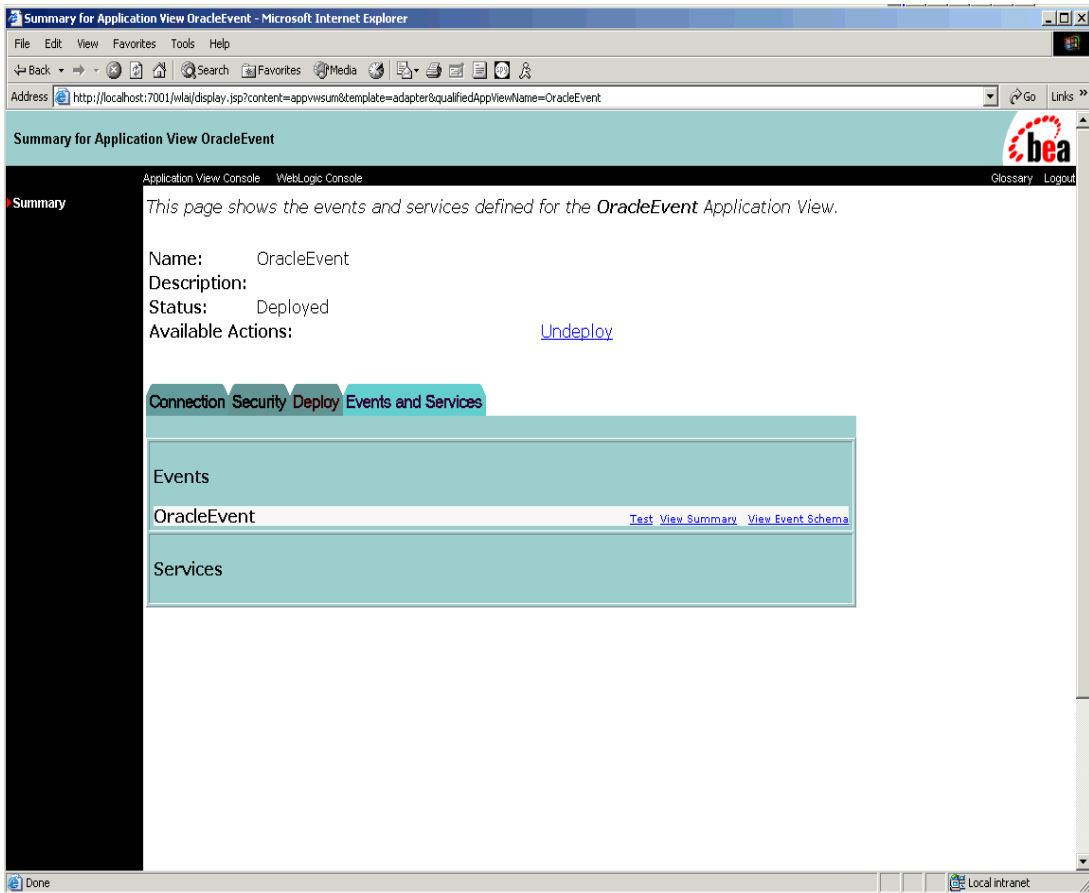 Summary for Application View OracleEvent - Microsoft Internet Explorer
File Edit View Favorites Tools Help
Back Search Favorites Media
Address http://localhost:7001/wlai/display.jsp?content=appvwsum&template=adapter&qualifiedAppViewName=OracleEvent Go Links »
Summary for Application View OracleEvent
bea
Application View Console WebLogic Console Glossary Logout
Summary
This page shows the events and services defined for the OracleEvent Application View.
Name: OracleEvent
Description:
Status: Deployed
Available Actions: Undeploy
Connection Security Deploy Events and Services
Events
OracleEvent Test View Summary View Event Schema
Services
Done Local intranet